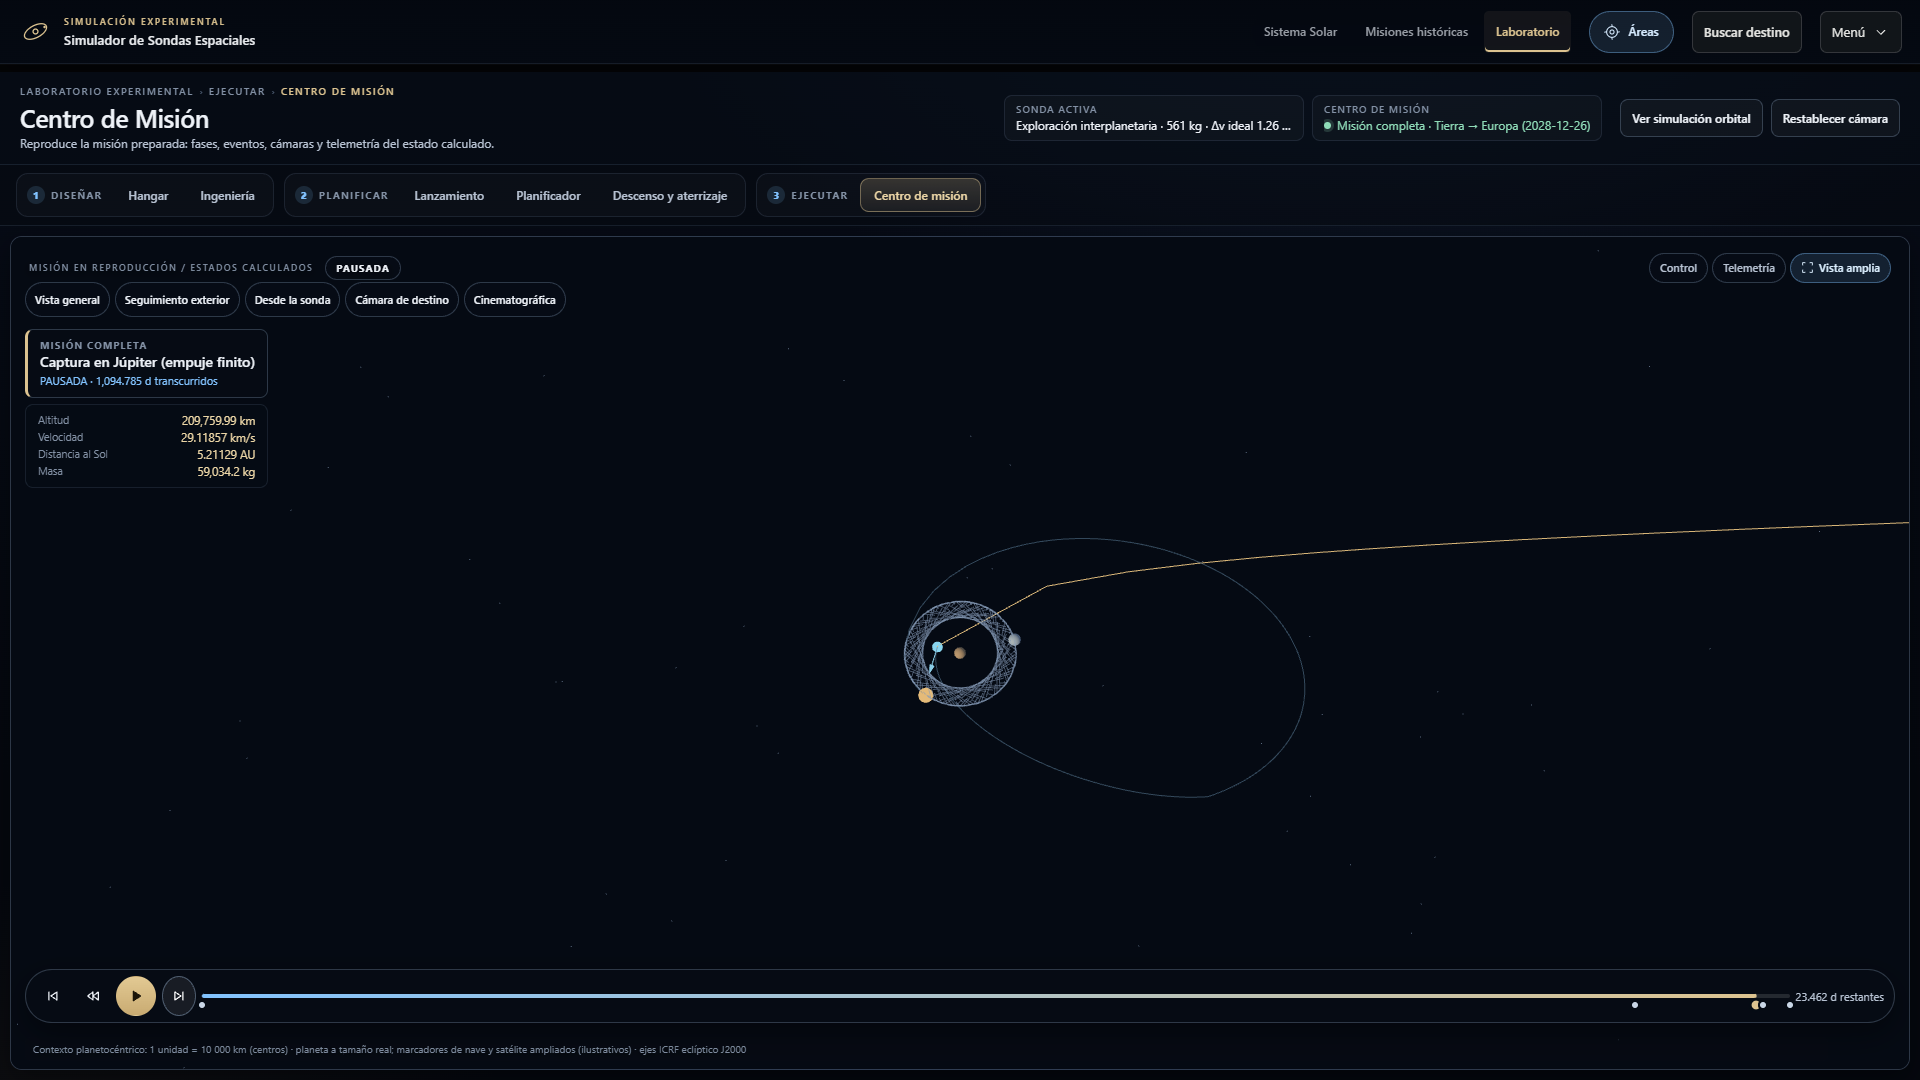 SIMULACIÓN EXPERIMENTAL
Simulador de Sondas Espaciales
Sistema Solar
Misiones históricas
Laboratorio
Áreas
Buscar destino
Menú
LABORATORIO EXPERIMENTAL › EJECUTAR › CENTRO DE MISIÓN
Centro de Misión
Reproduce la misión preparada: fases, eventos, cámaras y telemetría del estado calculado.
SONDA ACTIVA
Exploración interplanetaria · 561 kg · Δv ideal 1.26 ...
CENTRO DE MISIÓN
Misión completa · Tierra → Europa (2028-12-26)
Ver simulación orbital
Restablecer cámara
1 DISEÑAR
Hangar
Ingeniería
2 PLANIFICAR
Lanzamiento
Planificador
Descenso y aterrizaje
3 EJECUTAR
Centro de misión
MISIÓN EN REPRODUCCIÓN / ESTADOS CALCULADOS
PAUSADA
Control
Telemetría
Vista amplia
Vista general
Seguimiento exterior
Desde la sonda
Cámara de destino
Cinematográfica
MISIÓN COMPLETA
Captura en Júpiter (empuje finito)
PAUSADA · 1,094.785 d transcurridos
Altitud 209,759.99 km
Velocidad 29.11857 km/s
Distancia al Sol 5.21129 AU
Masa 59,034.2 kg
23.462 d restantes
Contexto planetocéntrico: 1 unidad = 10 000 km (centros) · planeta a tamaño real; marcadores de nave y satélite ampliados (ilustrativos) · ejes ICRF eclíptico J2000